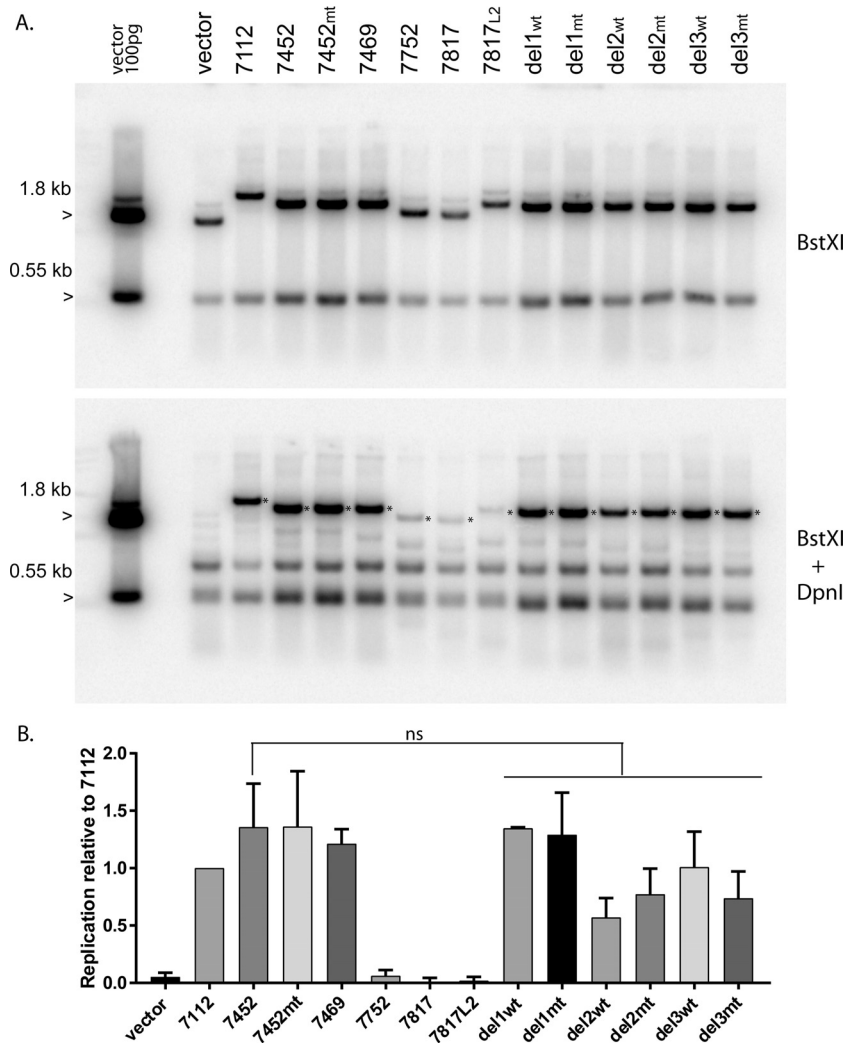 A.
vector 100pg
vector 7112 7452 7452mt 7469 7752 7817 7817L2 del1wt del1mt del2wt del2mt del3wt del3mt
1.8 kb
>
BstXI
0.55 kb
>
1.8 kb
* * * * * * * * * * * * *
>
BstXI
+
DpnI
0.55 kb
>
B.
ns
Replication relative to 7112
2.0
1.5
1.0
0.5
0.0
vector 7112 7452 7452mt 7469 7752 7817 7817L2 del1wt del1mt del2wt del2mt del3wt del3mt